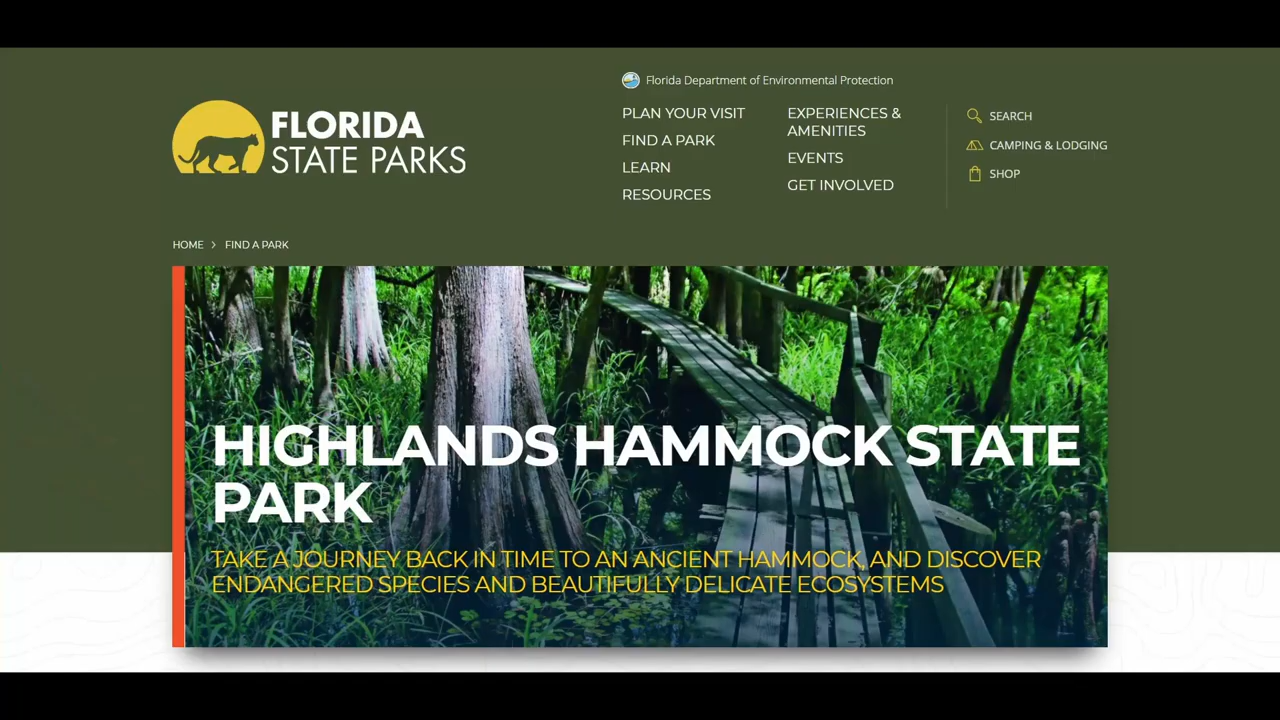 Florida Department of Environmental Protection
FLORIDA
STATE PARKS
PLAN YOUR VISIT
FIND A PARK
LEARN
RESOURCES
EXPERIENCES &
AMENITIES
EVENTS
GET INVOLVED
SEARCH
CAMPING & LODGING
SHOP
HOME > FIND A PARK
HIGHLANDS HAMMOCK STATE
PARK
TAKE A JOURNEY BACK IN TIME TO AN ANCIENT HAMMOCK, AND DISCOVER
ENDANGERED SPECIES AND BEAUTIFULLY DELICATE ECOSYSTEMS